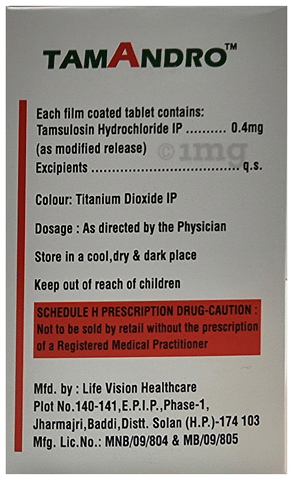 TAMANDRO™
Each film coated tablet contains:
Tamsulosin Hydrochloride IP .......... 0.4mg
(as modified release)
©1mg
Excipients ............................................ q.s.
Colour: Titanium Dioxide IP
Dosage : As directed by the Physician
Store in a cool,dry & dark place
Keep out of reach of children
SCHEDULE H PRESCRIPTION DRUG-CAUTION :
Not to be sold by retail without the prescription
of a Registered Medical Practitioner
Mfd. by : Life Vision Healthcare
Plot No.140-141,E.P.I.P.,Phase-1,
Jharmajri,Baddi,Distt. Solan (H.P.)-174 103
Mfg. Lic.No.: MNB/09/804 & MB/09/805